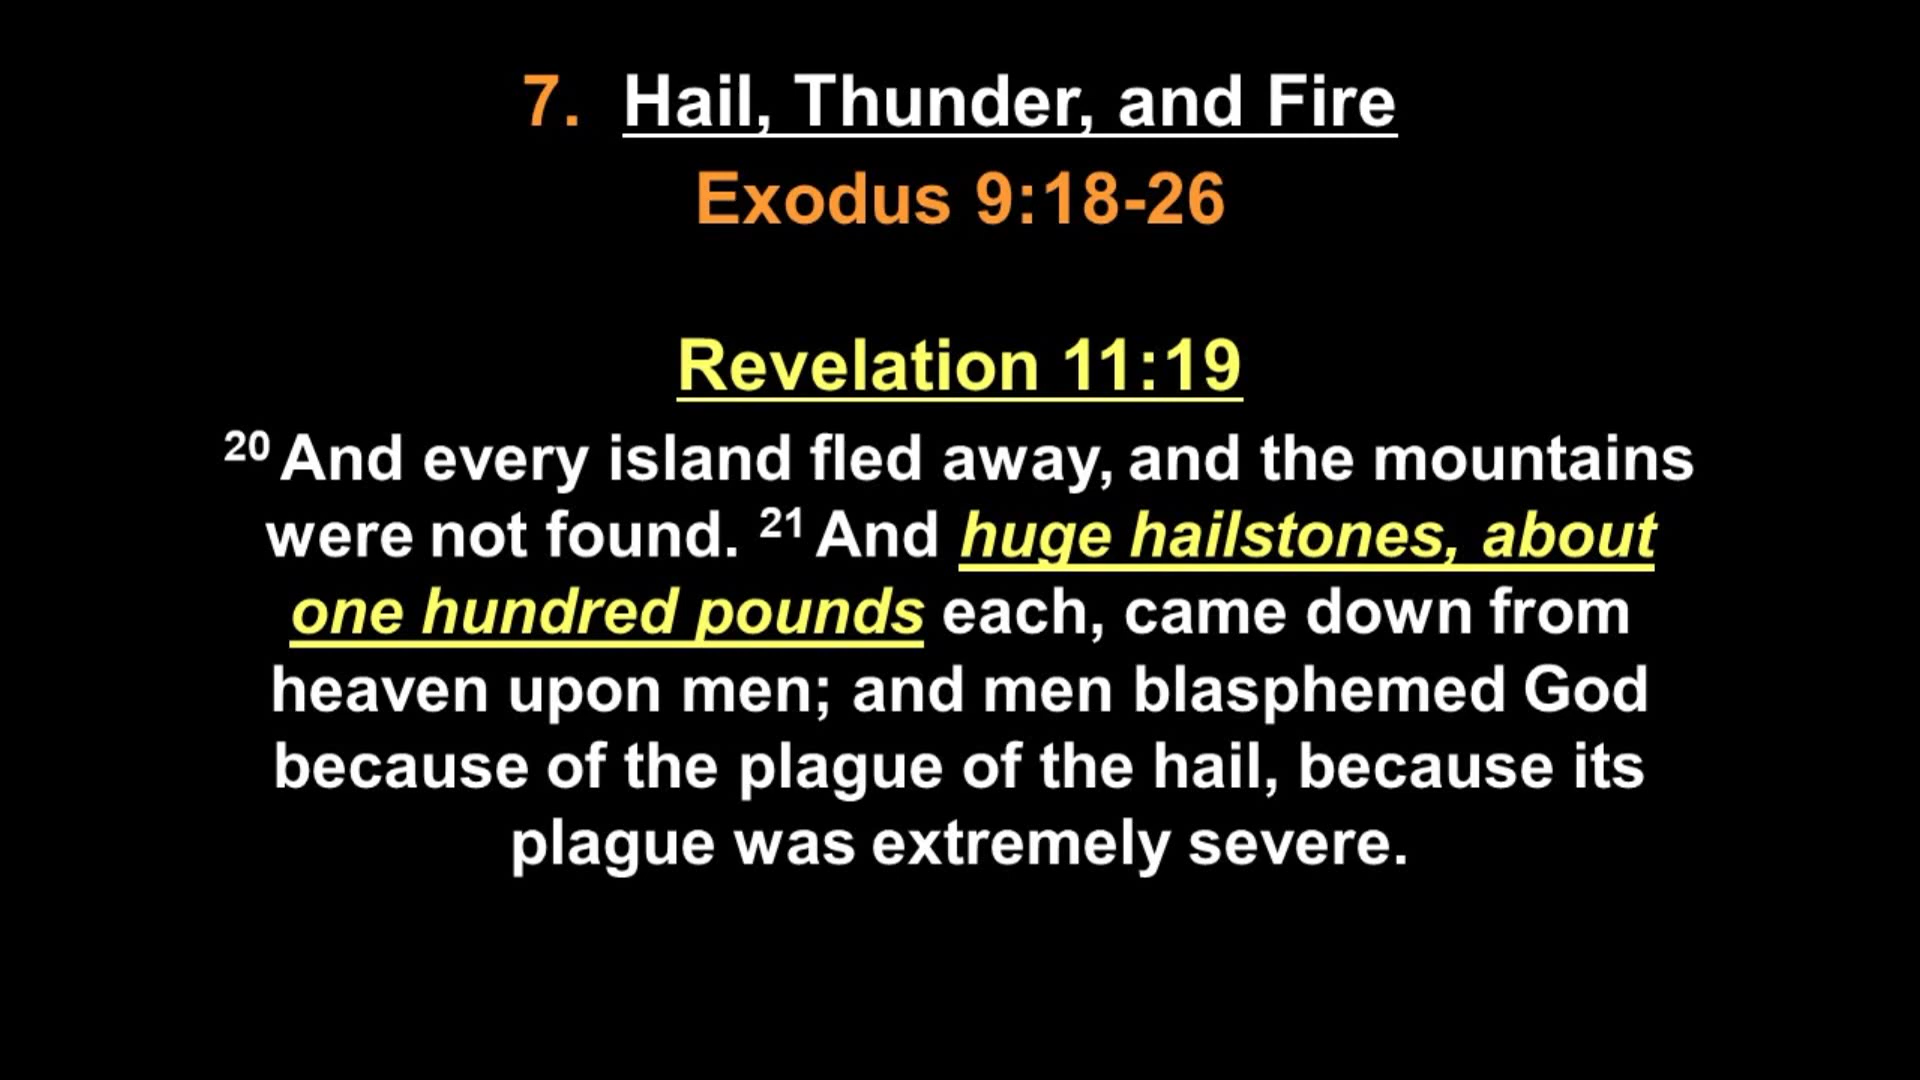 7. Hail, Thunder, and Fire
Exodus 9:18-26
Revelation 11:19
20 And every island fled away, and the mountains
were not found. 21 And huge hailstones, about
one hundred pounds each, came down from
heaven upon men; and men blasphemed God
because of the plague of the hail, because its
plague was extremely severe.